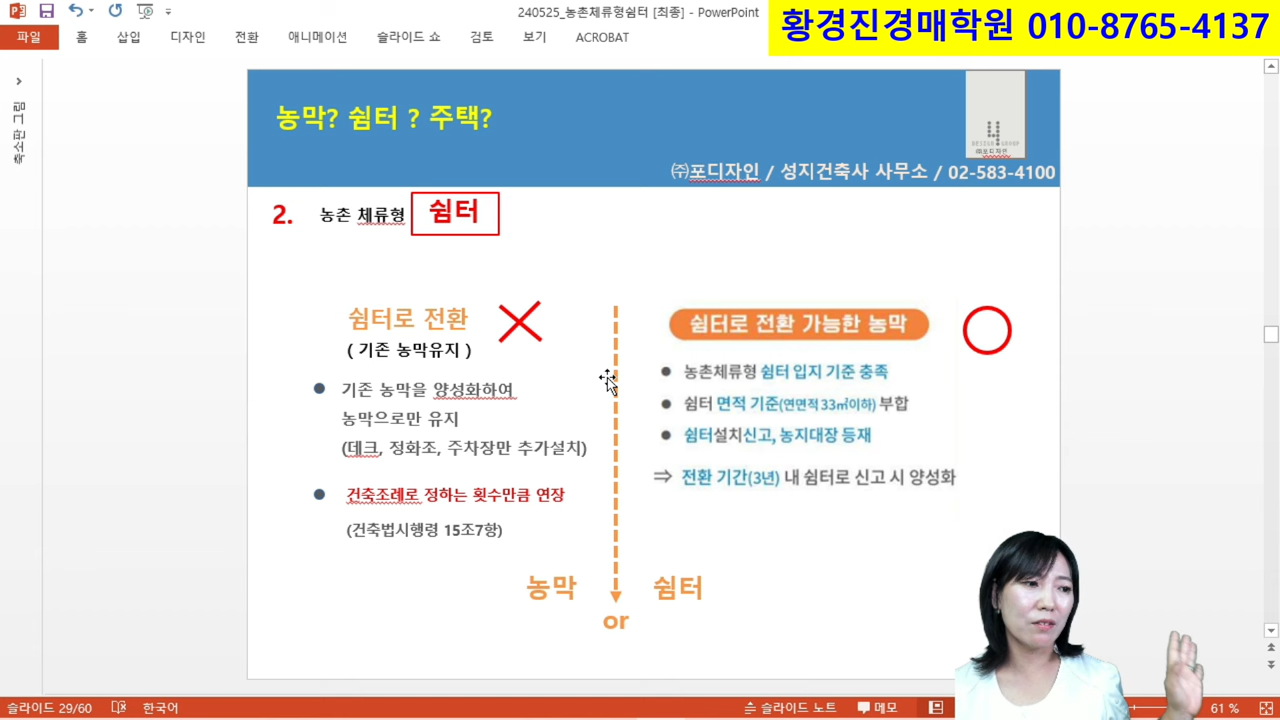 240525_농촌체류형쉼터 [최종] - PowerPoint
황경진경매학원 010-8765-4137
파일 홈 삽입 디자인 전환 애니메이션 슬라이드 쇼 검토 보기 ACROBAT
축소판 그림
농막? 쉼터 ? 주택?
DESIGN GROUP
㈜포디자인
㈜포디자인 / 성지건축사 사무소 / 02-583-4100
2. 농촌 체류형 쉼터
쉼터로 전환
( 기존 농막유지 )
기존 농막을 양성화하여
농막으로만 유지
(데크, 정화조, 주차장만 추가설치)
건축조례로 정하는 횟수만큼 연장
(건축법시행령 15조7항)
쉼터로 전환 가능한 농막
농촌체류형 쉼터 입지 기준 충족
쉼터 면적 기준(연면적 33㎡이하) 부합
쉼터설치신고, 농지대장 등재
⇒ 전환 기간(3년) 내 쉼터로 신고 시 양성화
농막 쉼터
or
슬라이드 29/60 한국어 슬라이드 노트 메모 61 %